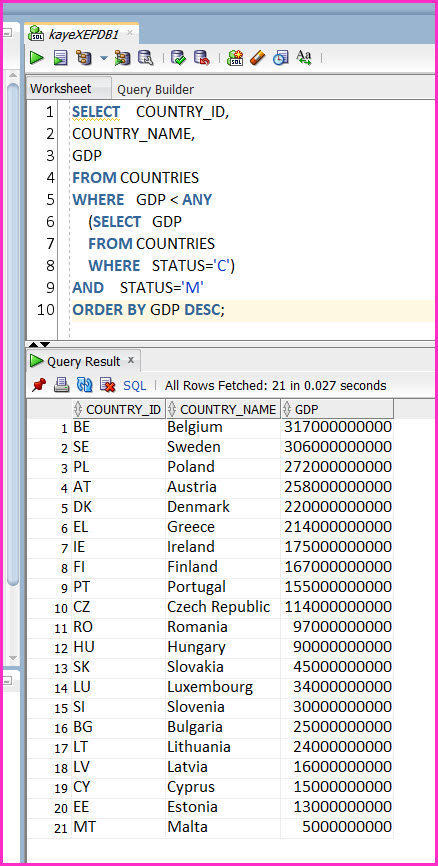 kayeXEPDB1
Worksheet Query Builder
1 SELECT COUNTRY_ID,
2 COUNTRY_NAME,
3 GDP
4 FROM COUNTRIES
5 WHERE GDP < ANY
6 (SELECT GDP
7 FROM COUNTRIES
8 WHERE STATUS='C')
9 AND STATUS='M'
10 ORDER BY GDP DESC;
Query Result x
SQL | All Rows Fetched: 21 in 0.027 seconds
COUNTRY_ID COUNTRY_NAME GDP
1 BE Belgium 317000000000
2 SE Sweden 306000000000
3 PL Poland 272000000000
4 AT Austria 258000000000
5 DK Denmark 220000000000
6 EL Greece 214000000000
7 IE Ireland 175000000000
8 FI Finland 167000000000
9 PT Portugal 155000000000
10 CZ Czech Republic 114000000000
11 RO Romania 97000000000
12 HU Hungary 90000000000
13 SK Slovakia 45000000000
14 LU Luxembourg 34000000000
15 SI Slovenia 30000000000
16 BG Bulgaria 25000000000
17 LT Lithuania 24000000000
18 LV Latvia 16000000000
19 CY Cyprus 15000000000
20 EE Estonia 13000000000
21 MT Malta 5000000000